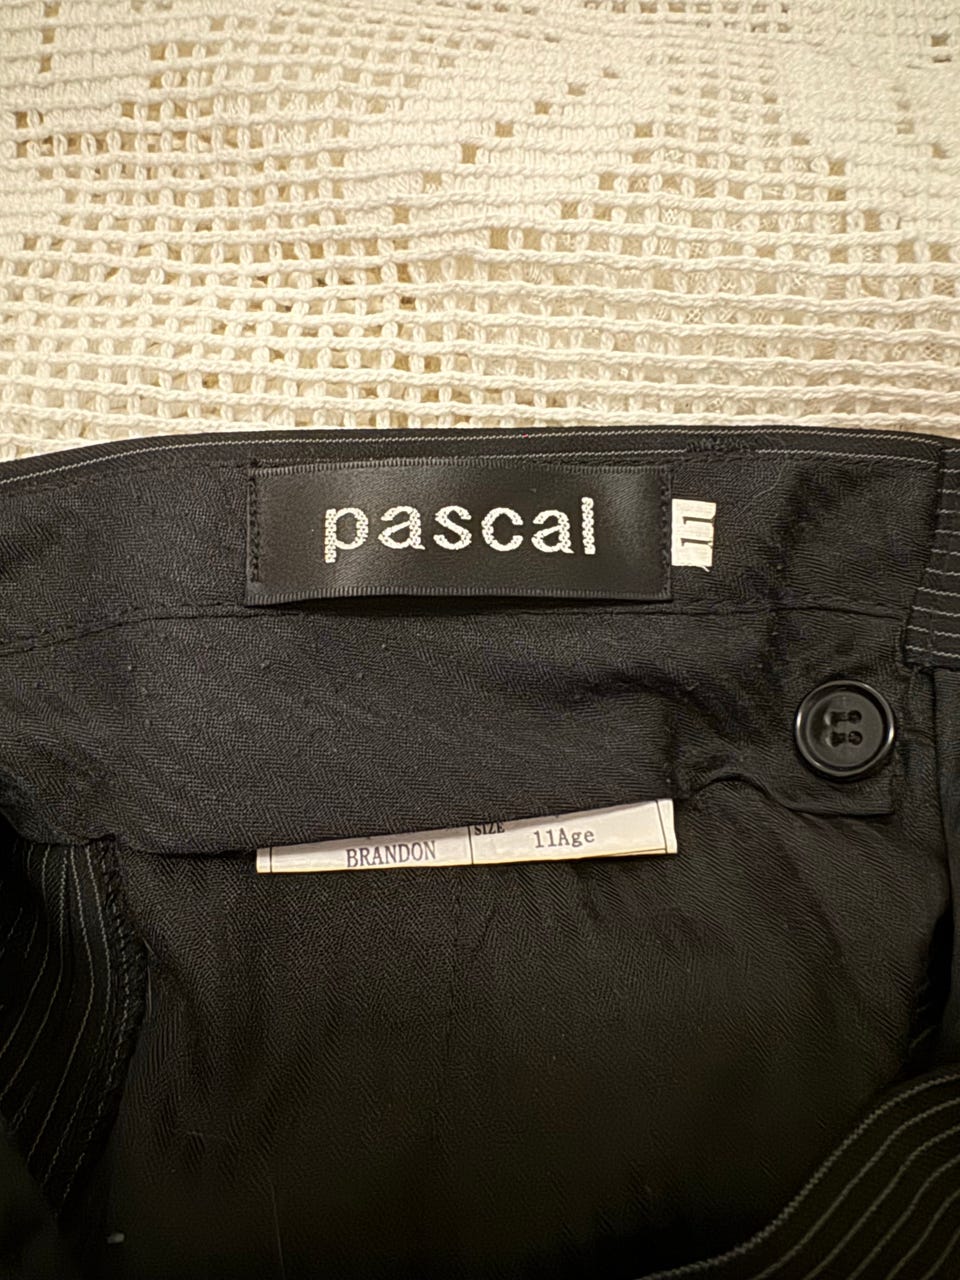 pascal
11
SIZE
BRANDON
11Age